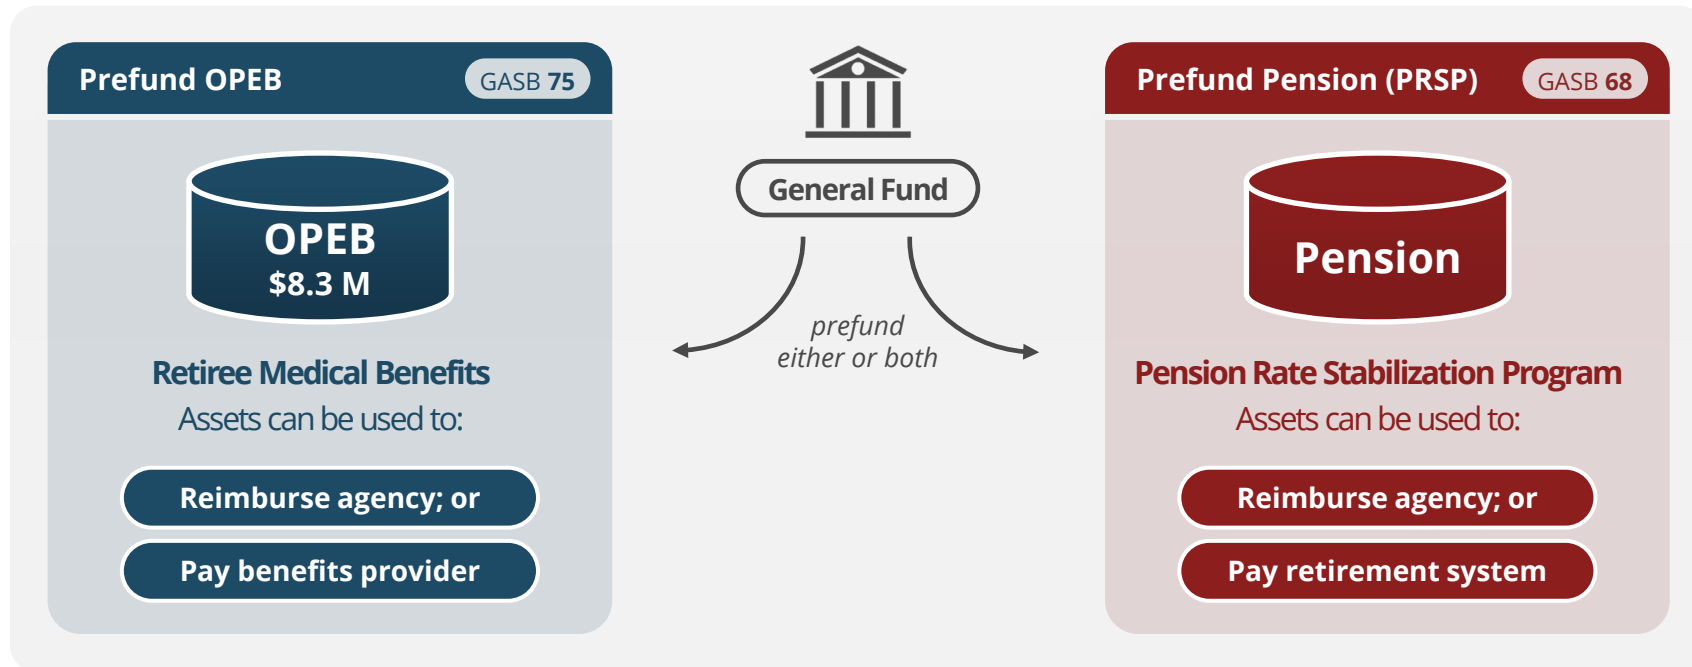 Prefund OPEB
GASB 75
OPEB
$8.3 M
Retiree Medical Benefits
Assets can be used to:
Reimburse agency; or
Pay benefits provider
General Fund
prefund
either or both
Prefund Pension (PRSP)
GASB 68
Pension
Pension Rate Stabilization Program
Assets can be used to:
Reimburse agency; or
Pay retirement system